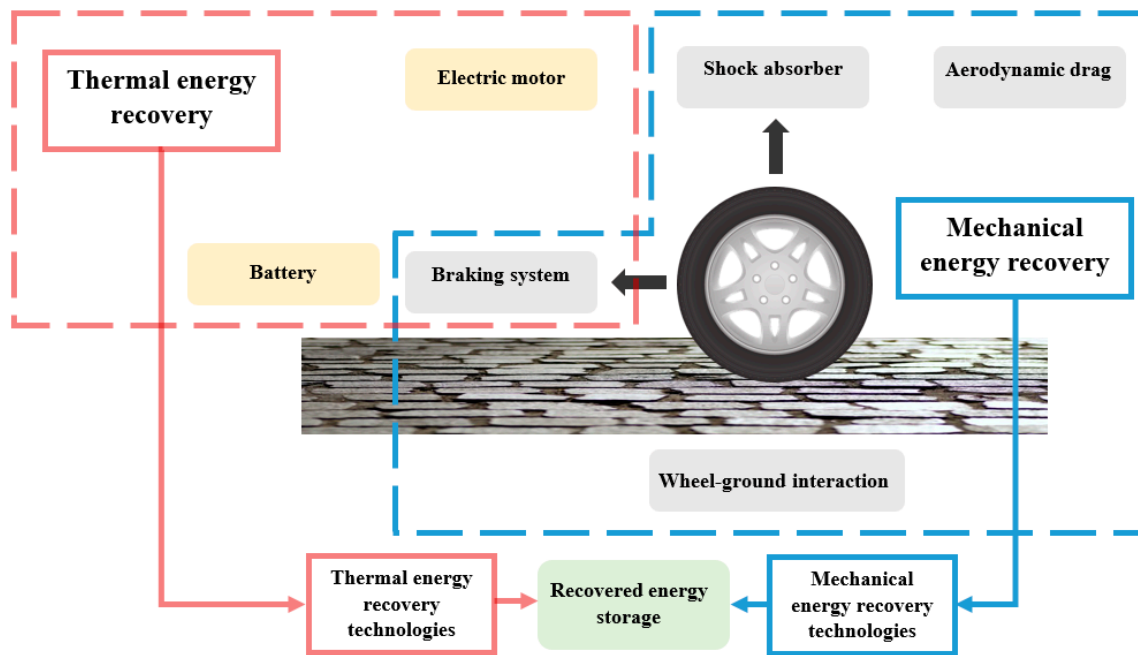 Thermal energy
recovery
Electric motor
Shock absorber
Aerodynamic drag
Mechanical
energy recovery
Battery
Braking system
Wheel-ground interaction
Thermal energy
recovery
technologies
Recovered energy
storage
Mechanical
energy recovery
technologies